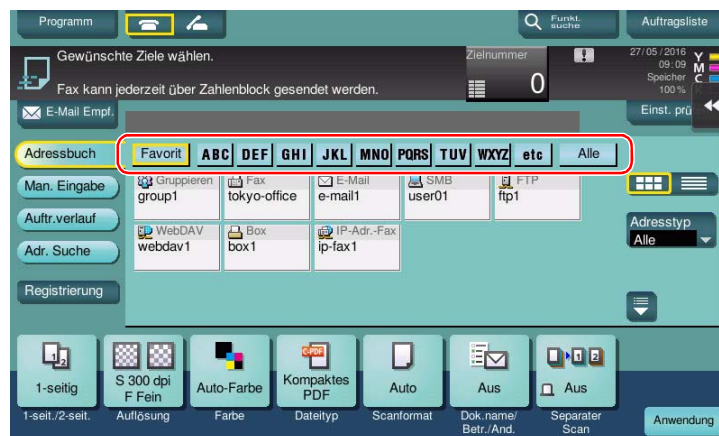 Programm
Funkt.
suche
Auftragsliste
Gewünschte Ziele wählen.
Fax kann jederzeit über Zahlenblock gesendet werden.
Zielnummer
0
27/05/2016
09:09
Speicher
100 %
Y
M
C
E-Mail Empf.
Einst. prü
Adressbuch
Favorit ABC DEF GHI JKL MNO PQRS TUV WXYZ etc Alle
Man. Eingabe
Auftr.verlauf
Adr. Suche
Registrierung
Gruppieren
group1
Fax
tokyo-office
E-Mail
e-mail1
SMB
user01
FTP
ftp1
WebDAV
webdav1
Box
box1
IP-Adr.-Fax
ip-fax1
Adresstyp
Alle
1-seitig
S 300 dpi
F Fein
Auto-Farbe
Kompaktes
PDF
Auto
Aus
Aus
1-seit./2-seit.
Auflösung
Farbe
Dateityp
Scanformat
Dok.name/
Betr./And.
Separater
Scan
Anwendung